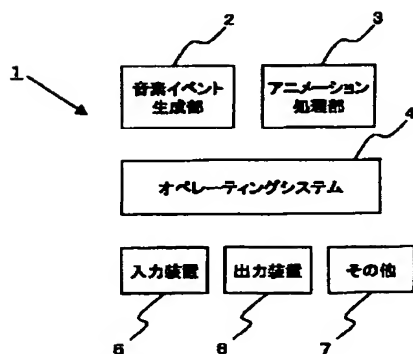 2
3
1
音素イベント
生成部
アニメーション
処理部
4
オペレーティングシステム
入力装置
出力装置
その他
5
6
7